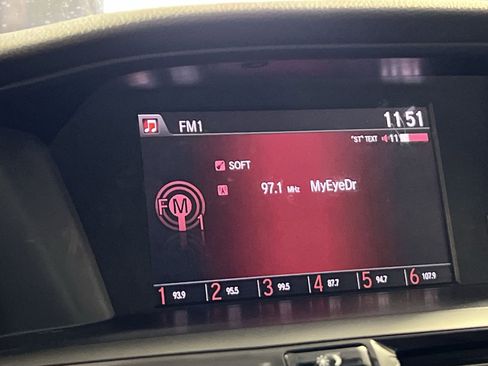 FM1 11:51
"ST" TEXT 11
SOFT
97.1 MHz MyEyeDr
FM
1
1 93.9 2 95.5 3 99.5 4 87.7 5 94.7 6 107.9